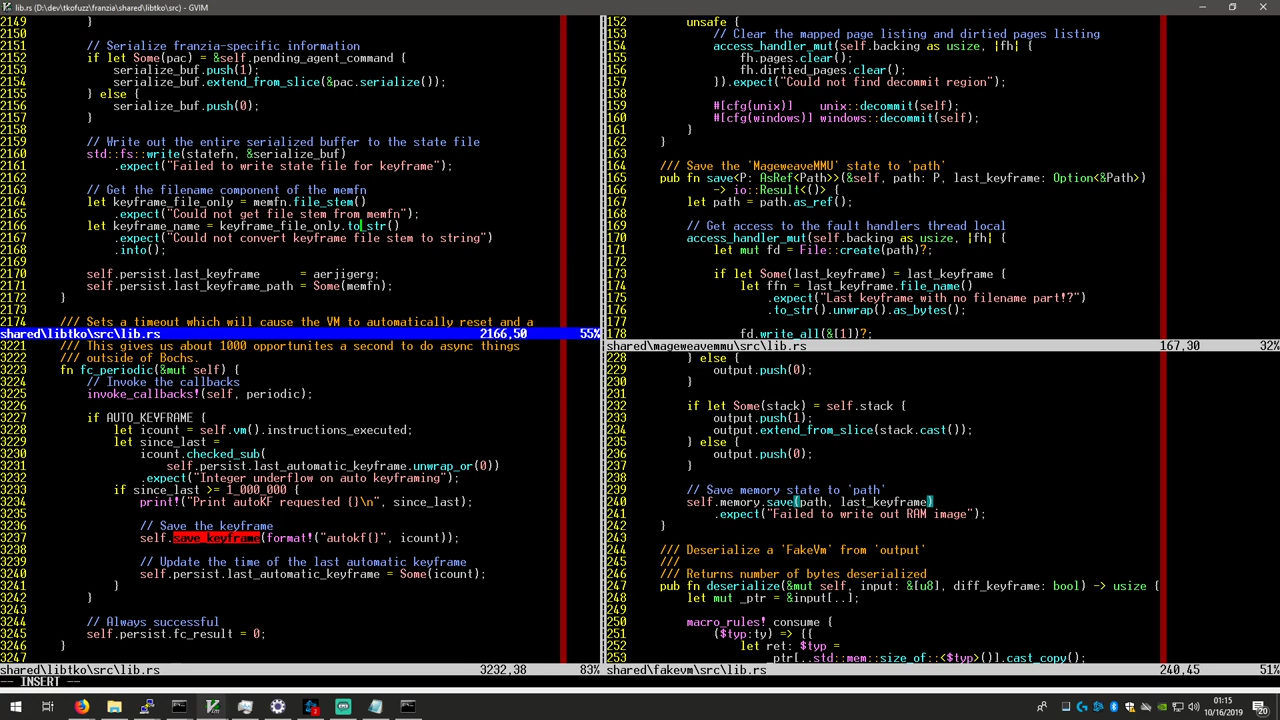 lib.rs (D:\dev\tkofuzz\franzia\shared\libtko\src) - GVIM
2149         }
2150
2151         // Serialize franzia-specific information
2152         if let Some(pac) = &self.pending_agent_command {
2153             serialize_buf.push(1);
2154             serialize_buf.extend_from_slice(&pac.serialize());
2155         } else {
2156             serialize_buf.push(0);
2157         }
2158
2159         // Write out the entire serialized buffer to the state file
2160         std::fs::write(statefn, &serialize_buf)
2161             .expect("Failed to write state file for keyframe");
2162
2163         // Get the filename component of the memfn
2164         let keyframe_file_only = memfn.file_stem()
2165             .expect("Could not get file stem from memfn");
2166         let keyframe_name = keyframe_file_only.to_str()
2167             .expect("Could not convert keyframe file stem to string")
2168             .into();
2169
2170         self.persist.last_keyframe      = aerjigerg;
2171         self.persist.last_keyframe_path = Some(memfn);
2172     }
2173
2174     /// Sets a timeout which will cause the VM to automatically reset and a
shared\libtko\src\lib.rs 2166,50 55%
3221     /// This gives us about 1000 opportunites a second to do async things
3222     /// outside of Bochs.
3223     fn fc_periodic(&mut self) {
3224         // Invoke the callbacks
3225         invoke_callbacks!(self, periodic);
3226
3227         if AUTO_KEYFRAME {
3228             let icount = self.vm().instructions_executed;
3229             let since_last =
3230                 icount.checked_sub(
3231                     self.persist.last_automatic_keyframe.unwrap_or(0))
3232                 .expect("Integer underflow on auto keyframing");
3233             if since_last >= 1_000_000 {
3234                 print!("Print autoKF requested {}\n", since_last);
3235
3236                 // Save the keyframe
3237                 self.save_keyframe(format!("autokf{}", icount));
3238
3239                 // Update the time of the last automatic keyframe
3240                 self.persist.last_automatic_keyframe = Some(icount);
3241             }
3242         }
3243
3244         // Always successful
3245         self.persist.fc_result = 0;
3246     }
3247
shared\libtko\src\lib.rs 3232,38 83%
-- INSERT --
152         unsafe {
153             // Clear the mapped page listing and dirtied pages listing
154             access_handler_mut(self.backing as usize, |fh| {
155                 fh.pages.clear();
156                 fh.dirtied_pages.clear();
157             }).expect("Could not find decommit region");
158
159             #[cfg(unix)]    unix::decommit(self);
160             #[cfg(windows)] windows::decommit(self);
161         }
162     }
163
164     /// Save the `MageweaveMMU` state to `path`
165     pub fn save<P: AsRef<Path>>(&self, path: P, last_keyframe: Option<&Path>)
166             -> io::Result<()> {
167         let path = path.as_ref();
168
169         // Get access to the fault handlers thread local
170         access_handler_mut(self.backing as usize, |fh| {
171             let mut fd = File::create(path)?;
172
173             if let Some(last_keyframe) = last_keyframe {
174                 let ffn = last_keyframe.file_name()
175                     .expect("Last keyframe with no filename part!?")
176                     .to_str().unwrap().as_bytes();
177
178                 fd.write_all(&[1])?;
shared\mageweavemmu\src\lib.rs 167,30 32%
228         } else {
229             output.push(0);
230         }
231
232         if let Some(stack) = self.stack {
233             output.push(1);
234             output.extend_from_slice(stack.cast());
235         } else {
236             output.push(0);
237         }
238
239         // Save memory state to `path`
240         self.memory.save(path, last_keyframe)
241             .expect("Failed to write out RAM image");
242     }
243
244     /// Deserialize a `FakeVm` from `output`
245     ///
246     /// Returns number of bytes deserialized
247     pub fn deserialize(&mut self, input: &[u8], diff_keyframe: bool) -> usize {
248         let mut _ptr = &input[..];
249
250         macro_rules! consume {
251             ($typ:ty) => {{
252                 let ret: $typ =
253                     _ptr[..std::mem::size_of::<$typ>()].cast_copy();
shared\fakevm\src\lib.rs 240,45 51%
01:15
10/16/2019
20